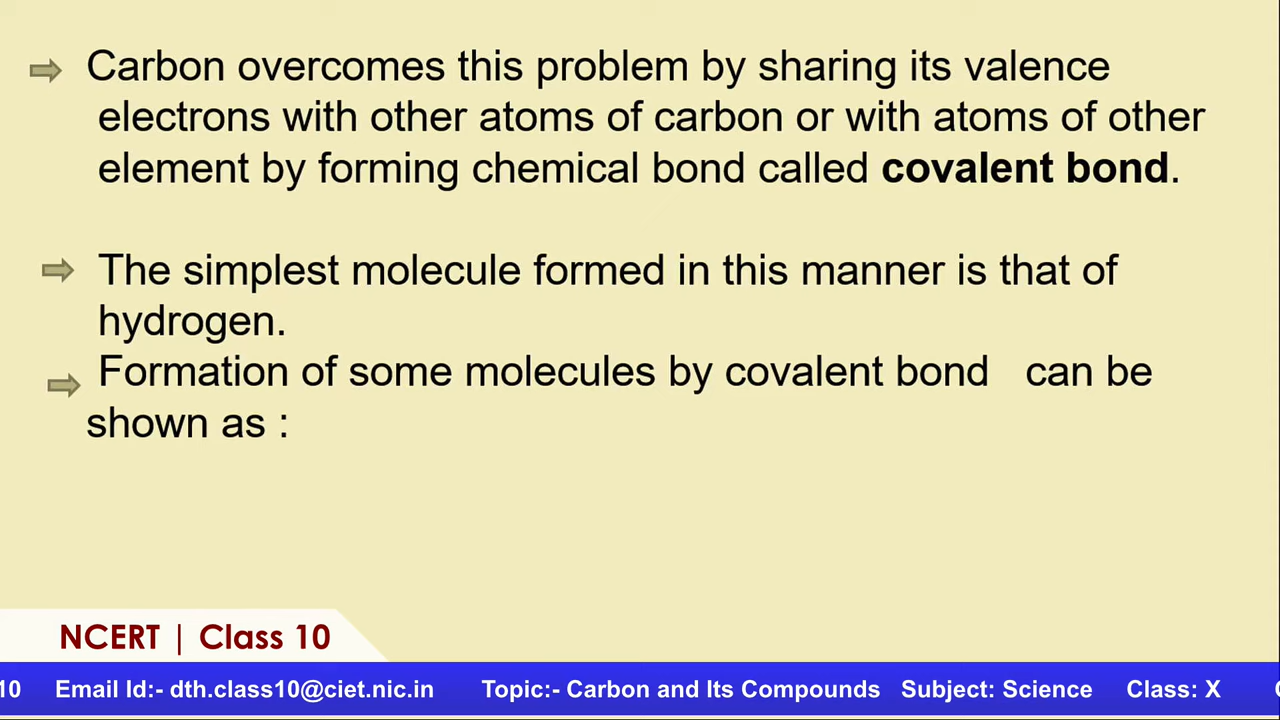 Carbon overcomes this problem by sharing its valence
electrons with other atoms of carbon or with atoms of other
element by forming chemical bond called covalent bond.
The simplest molecule formed in this manner is that of
hydrogen.
Formation of some molecules by covalent bond can be
shown as :
NCERT | Class 10
10 Email Id:- dth.class10@ciet.nic.in Topic:- Carbon and Its Compounds Subject: Science Class: X